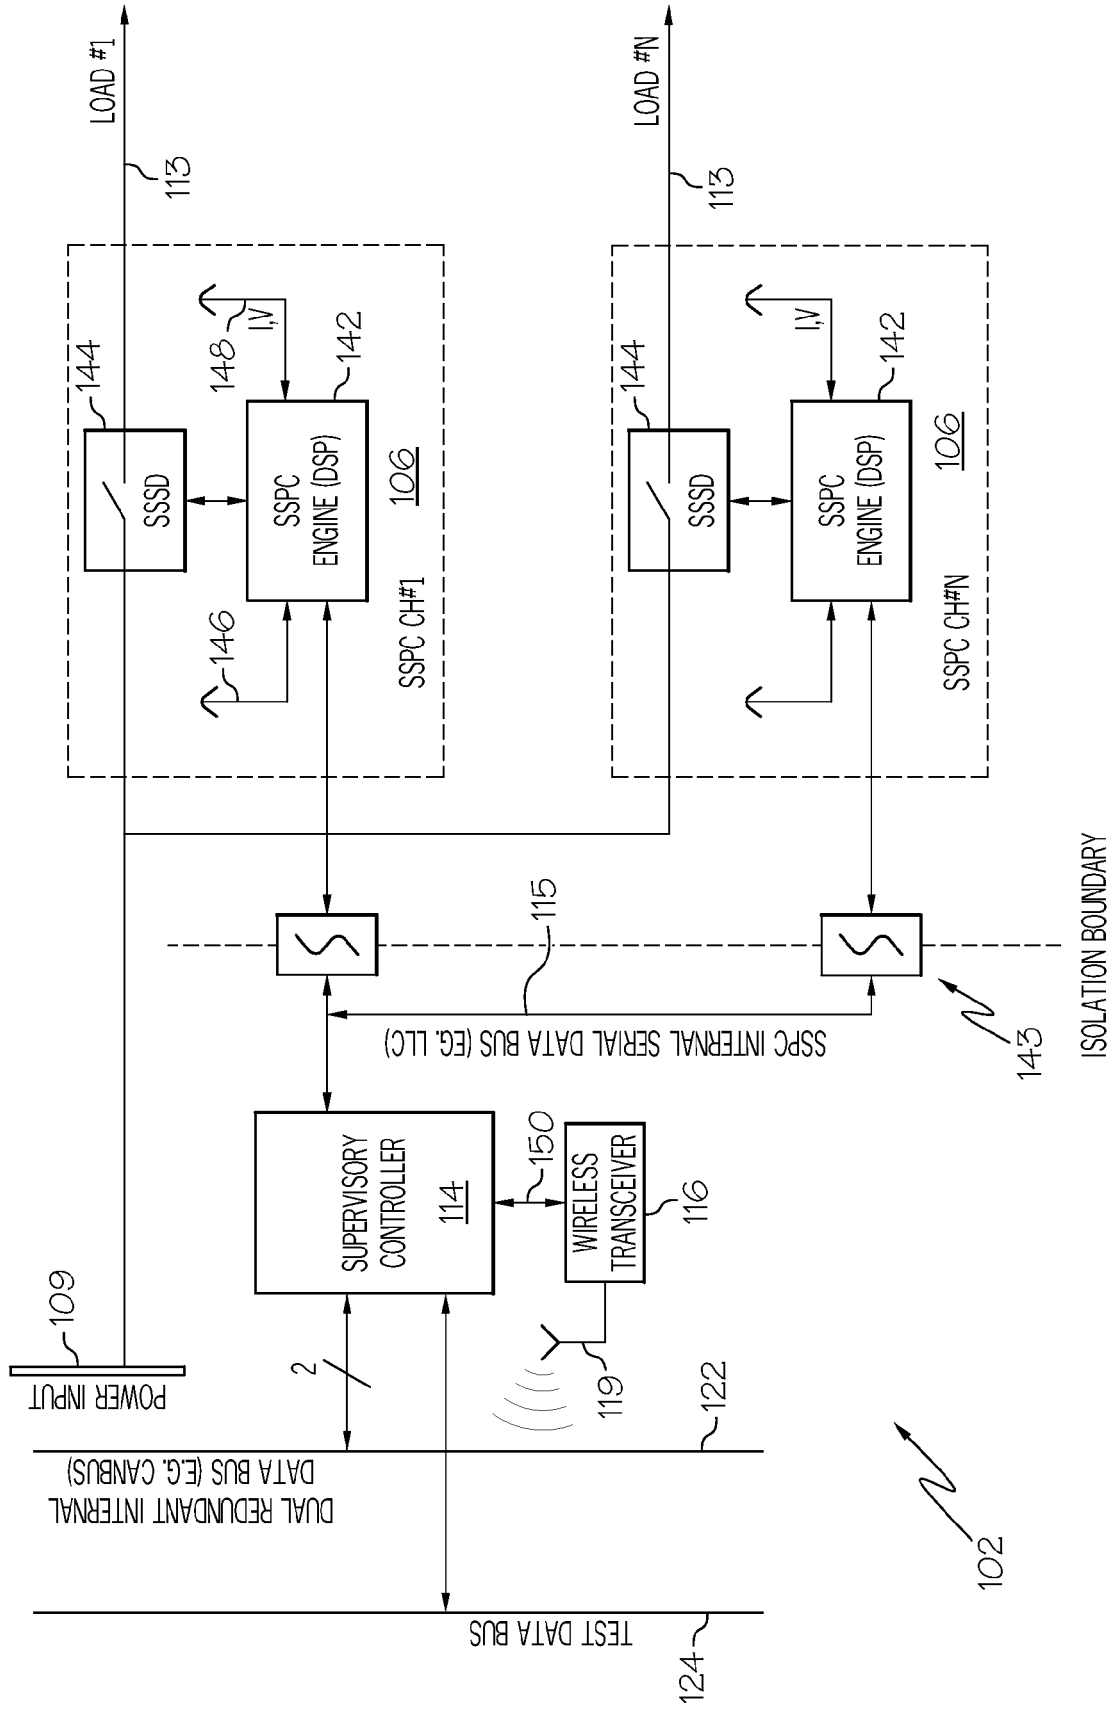 POWER INPUT
109
LOAD #1
113
144
SSSD
146
148
I,V
SSPC
ENGINE (DSP)
142
106
SSPC CH#1
DUAL REDUNDANT INTERNAL
DATA BUS (E.G. CANBUS)
2
SUPERVISORY
CONTROLLER
114
150
WIRELESS
TRANSCEIVER
116
119
122
TEST DATA BUS
124
SSPC INTERNAL SERIAL DATA BUS (EG. LLC)
115
LOAD #N
113
144
SSSD
I,V
SSPC
ENGINE (DSP)
142
106
SSPC CH#N
143
ISOLATION BOUNDARY
102